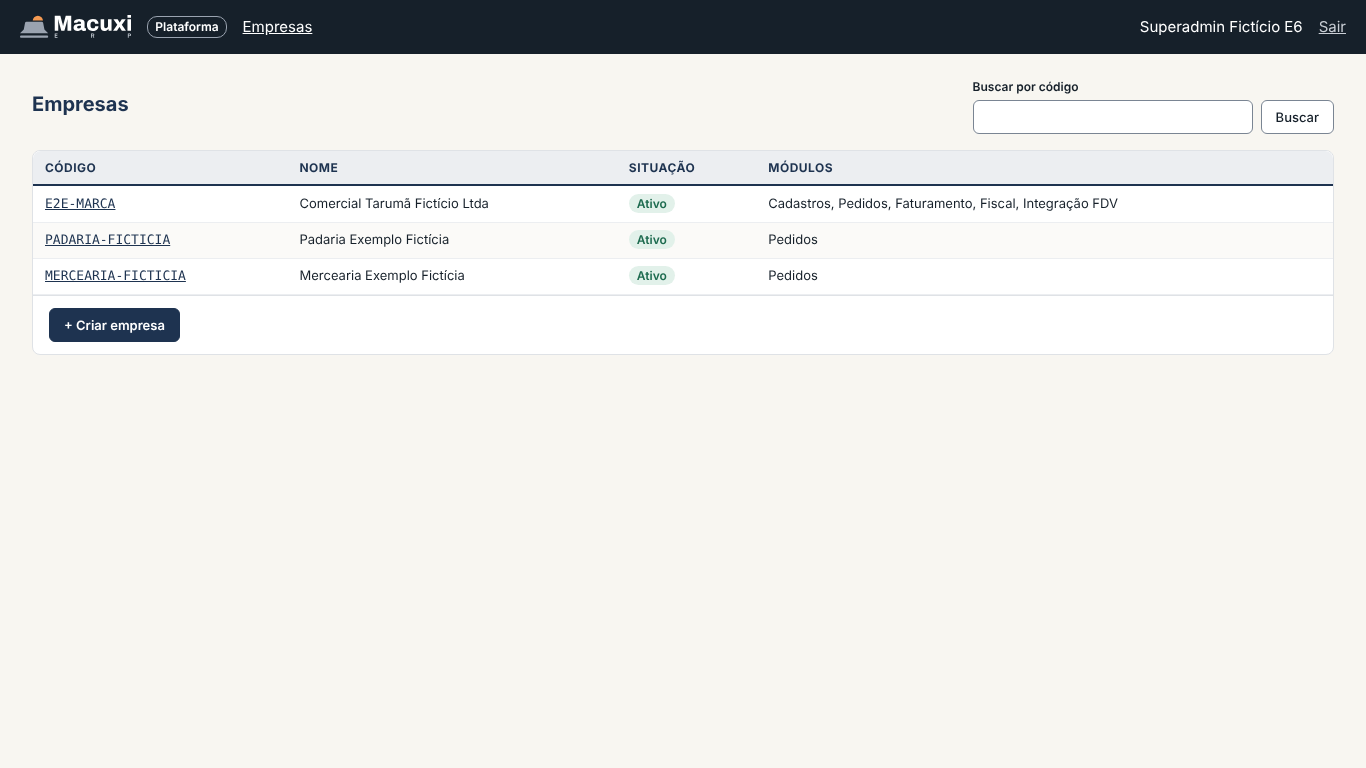 Macuxi
E R P
Plataforma
Empresas
Superadmin Fictício E6
Sair
Empresas
Buscar por código
Buscar
CÓDIGO NOME SITUAÇÃO MÓDULOS
E2E-MARCA Comercial Tarumã Fictício Ltda Ativo Cadastros, Pedidos, Faturamento, Fiscal, Integração FDV
PADARIA-FICTICIA Padaria Exemplo Fictícia Ativo Pedidos
MERCEARIA-FICTICIA Mercearia Exemplo Fictícia Ativo Pedidos
+ Criar empresa